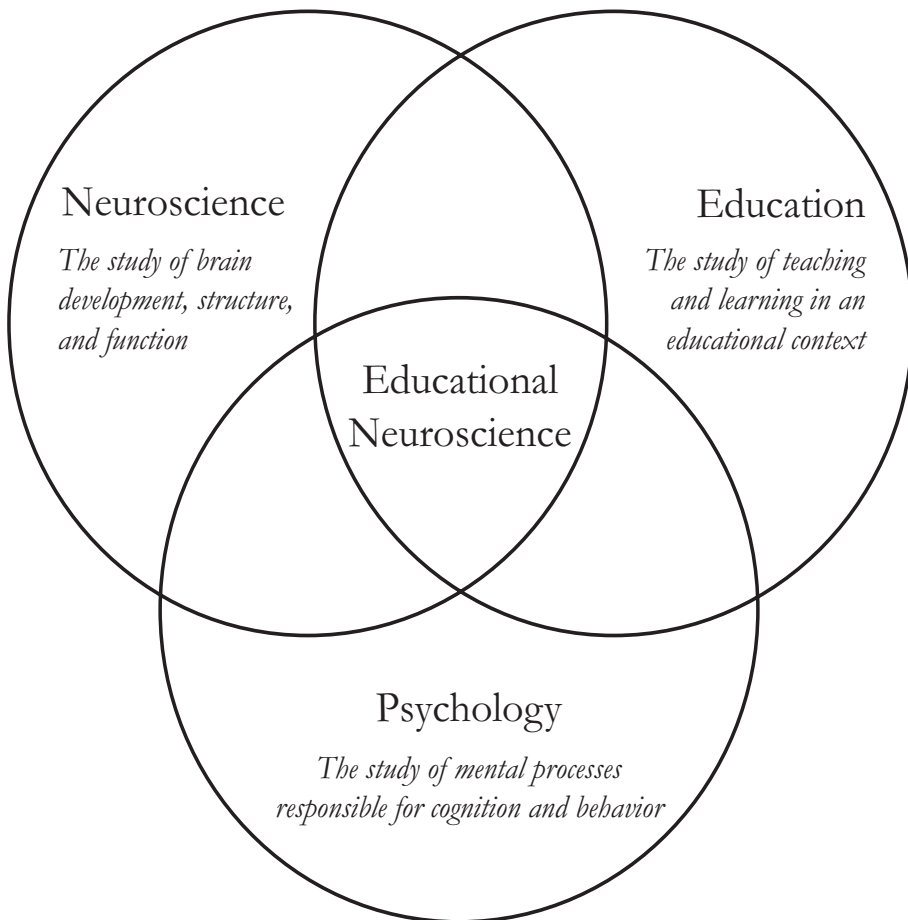 Neuroscience
The study of brain
development, structure,
and function
Education
The study of teaching
and learning in an
educational context
Educational
Neuroscience
Psychology
The study of mental processes
responsible for cognition and behavior